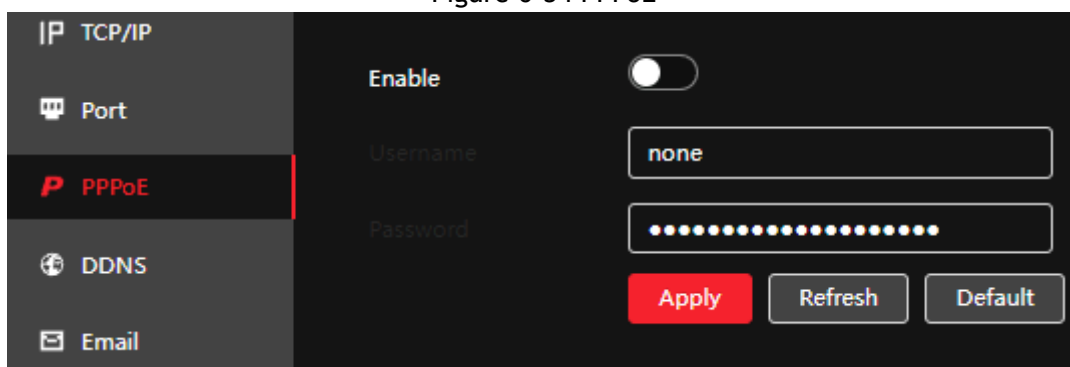 TCP/IP
Port
PPPoE
DDNS
Email
Enable
Username
none
Password
••••••••••••••••••••
Apply Refresh Default